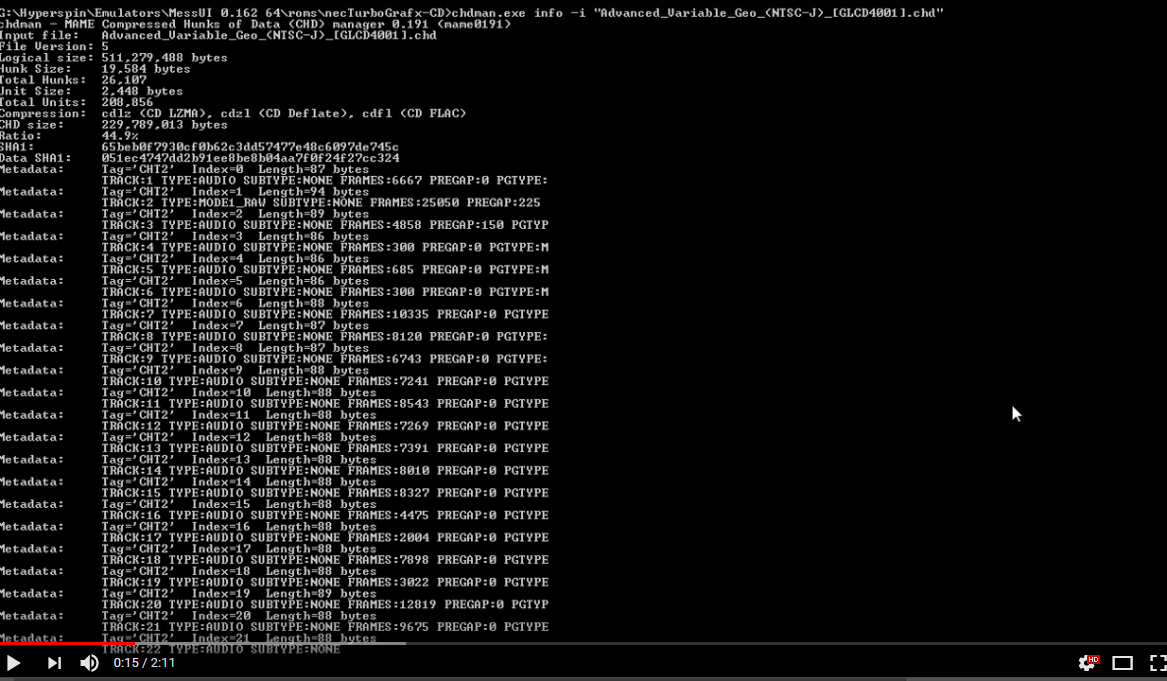 G:\Hyperspin\Emulators\MessUI 0.162 64\roms\necTurboGrafx-CD>chdman.exe info -i "Advanced_Variable_Geo_(NTSC-J)_[GLCD4001].chd"
chdman - MAME Compressed Hunks of Data (CHD) manager 0.191 (mame0191)
Input file:   Advanced_Variable_Geo_(NTSC-J)_[GLCD4001].chd
File Version: 5
Logical size: 511,279,488 bytes
Hunk Size:    19,584 bytes
Total Hunks:  26,107
Unit Size:    2,448 bytes
Total Units:  208,856
Compression:  cdlz (CD LZMA), cdzl (CD Deflate), cdfl (CD FLAC)
CHD size:     229,789,013 bytes
Ratio:        44.9%
SHA1:         65beb0f7930cf0b62c3dd57477e48c6097de745c
Data SHA1:    051ec4747dd2b91ee8be8b04aa7f0f24f27cc324
Metadata:     Tag='CHT2'  Index=0  Length=87 bytes
              TRACK:1 TYPE:AUDIO SUBTYPE:NONE FRAMES:6667 PREGAP:0 PGTYPE:
Metadata:     Tag='CHT2'  Index=1  Length=94 bytes
              TRACK:2 TYPE:MODE1_RAW SUBTYPE:NONE FRAMES:25050 PREGAP:225
Metadata:     Tag='CHT2'  Index=2  Length=89 bytes
              TRACK:3 TYPE:AUDIO SUBTYPE:NONE FRAMES:4858 PREGAP:150 PGTYP
Metadata:     Tag='CHT2'  Index=3  Length=86 bytes
              TRACK:4 TYPE:AUDIO SUBTYPE:NONE FRAMES:300 PREGAP:0 PGTYPE:M
Metadata:     Tag='CHT2'  Index=4  Length=86 bytes
              TRACK:5 TYPE:AUDIO SUBTYPE:NONE FRAMES:685 PREGAP:0 PGTYPE:M
Metadata:     Tag='CHT2'  Index=5  Length=86 bytes
              TRACK:6 TYPE:AUDIO SUBTYPE:NONE FRAMES:300 PREGAP:0 PGTYPE:M
Metadata:     Tag='CHT2'  Index=6  Length=88 bytes
              TRACK:7 TYPE:AUDIO SUBTYPE:NONE FRAMES:10335 PREGAP:0 PGTYPE
Metadata:     Tag='CHT2'  Index=7  Length=87 bytes
              TRACK:8 TYPE:AUDIO SUBTYPE:NONE FRAMES:8120 PREGAP:0 PGTYPE:
Metadata:     Tag='CHT2'  Index=8  Length=87 bytes
              TRACK:9 TYPE:AUDIO SUBTYPE:NONE FRAMES:6743 PREGAP:0 PGTYPE:
Metadata:     Tag='CHT2'  Index=9  Length=88 bytes
              TRACK:10 TYPE:AUDIO SUBTYPE:NONE FRAMES:7241 PREGAP:0 PGTYPE
Metadata:     Tag='CHT2'  Index=10  Length=88 bytes
              TRACK:11 TYPE:AUDIO SUBTYPE:NONE FRAMES:8543 PREGAP:0 PGTYPE
Metadata:     Tag='CHT2'  Index=11  Length=88 bytes
              TRACK:12 TYPE:AUDIO SUBTYPE:NONE FRAMES:7269 PREGAP:0 PGTYPE
Metadata:     Tag='CHT2'  Index=12  Length=88 bytes
              TRACK:13 TYPE:AUDIO SUBTYPE:NONE FRAMES:7391 PREGAP:0 PGTYPE
Metadata:     Tag='CHT2'  Index=13  Length=88 bytes
              TRACK:14 TYPE:AUDIO SUBTYPE:NONE FRAMES:8010 PREGAP:0 PGTYPE
Metadata:     Tag='CHT2'  Index=14  Length=88 bytes
              TRACK:15 TYPE:AUDIO SUBTYPE:NONE FRAMES:8327 PREGAP:0 PGTYPE
Metadata:     Tag='CHT2'  Index=15  Length=88 bytes
              TRACK:16 TYPE:AUDIO SUBTYPE:NONE FRAMES:4475 PREGAP:0 PGTYPE
Metadata:     Tag='CHT2'  Index=16  Length=88 bytes
              TRACK:17 TYPE:AUDIO SUBTYPE:NONE FRAMES:2004 PREGAP:0 PGTYPE
Metadata:     Tag='CHT2'  Index=17  Length=88 bytes
              TRACK:18 TYPE:AUDIO SUBTYPE:NONE FRAMES:7898 PREGAP:0 PGTYPE
Metadata:     Tag='CHT2'  Index=18  Length=88 bytes
              TRACK:19 TYPE:AUDIO SUBTYPE:NONE FRAMES:3022 PREGAP:0 PGTYPE
Metadata:     Tag='CHT2'  Index=19  Length=89 bytes
              TRACK:20 TYPE:AUDIO SUBTYPE:NONE FRAMES:12819 PREGAP:0 PGTYP
Metadata:     Tag='CHT2'  Index=20  Length=88 bytes
              TRACK:21 TYPE:AUDIO SUBTYPE:NONE FRAMES:9675 PREGAP:0 PGTYPE
Metadata:     Tag='CHT2'  Index=21  Length=88 bytes
              TRACK:22 TYPE:AUDIO SUBTYPE:NONE
0:15 / 2:11
HD